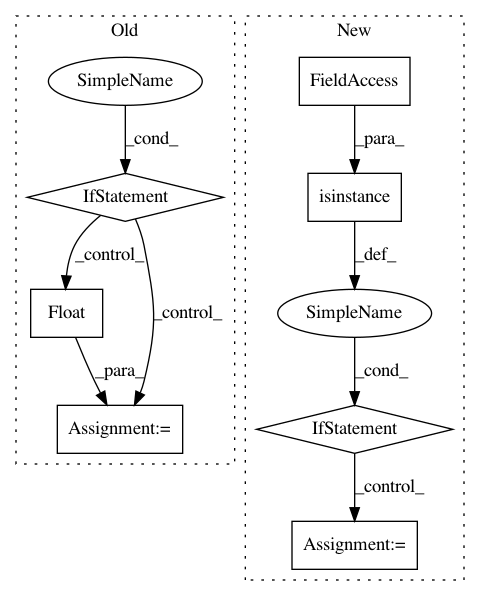 Old
SimpleName
_cond_
IfStatement
_control_
_control_
Float
_para_
Assignment:=
New
FieldAccess
_para_
isinstance
_def_
SimpleName
_cond_
IfStatement
_control_
Assignment:=